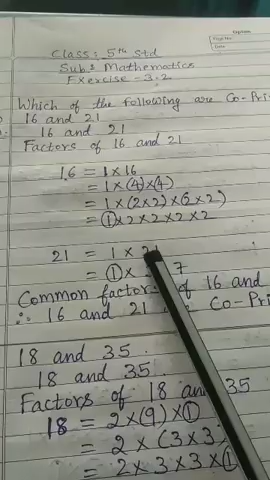 Class: 5th Std
Sub: Mathematics
Exercise - 3.2
Which of the following are Co-Pri
16 and 21
16 and 21
Factors of 16 and 21
16 = 1 x 16
= 1 x (4) x (4)
= 1 x (2 x 2) x (2 x 2)
= 1 x 2 x 2 x 2 x 2
21 = 1 x 21
= 1 x 7
Common factor of 16 and
∴ 16 and 21 Co-Pri
18 and 35.
18 and 35.
Factors of 18 and 35
18 = 2 x (9) x 1
= 2 x (3 x 3)
= 2 x 3 x 3 x 1